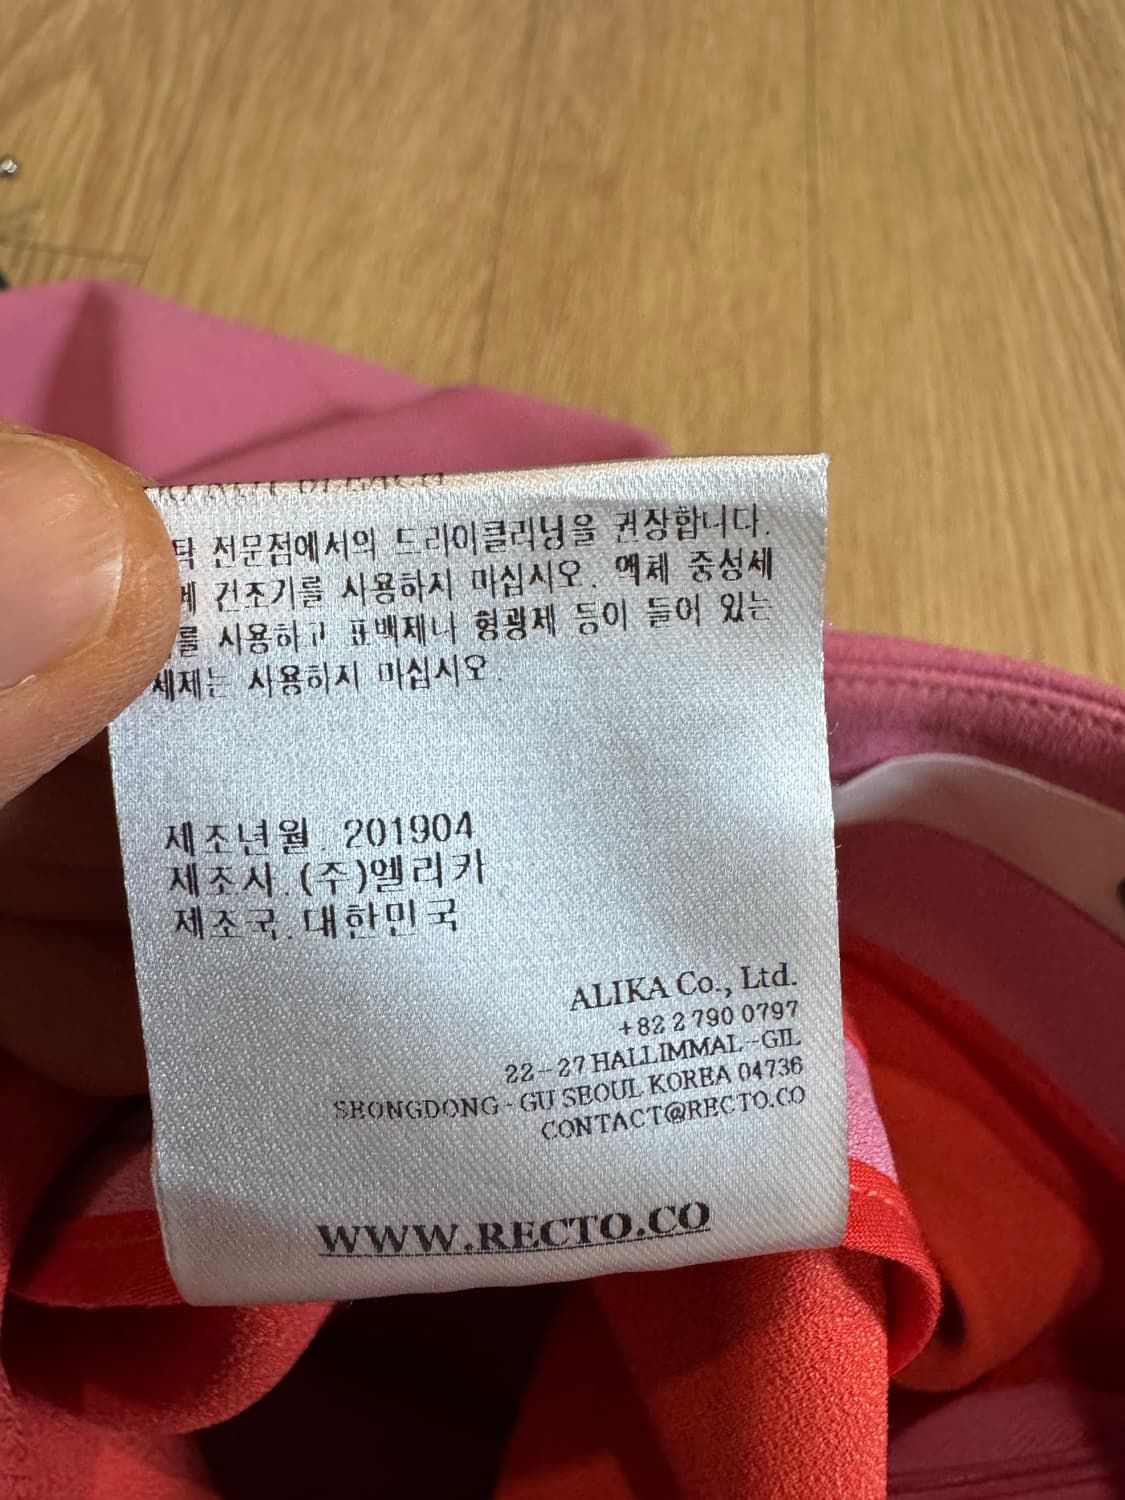 탁 전문점에서의 드라이클리닝을 권장합니다.
건조기를 사용하지 마십시오. 액체 중성세
를 시용하고 표백제나 형광제 등이 들어 있는
세제는 사용하지 마십시오.
제조년월. 201904
제조사. (주)엘리카
제조국. 대한민국
ALIKA Co., Ltd.
+82 2 790 0797
22-27 HALLIMMAL-GIL
SEONGDONG-GU SEOUL KOREA 04736
CONTACT@RECTO.CO
WWW.RECTO.CO